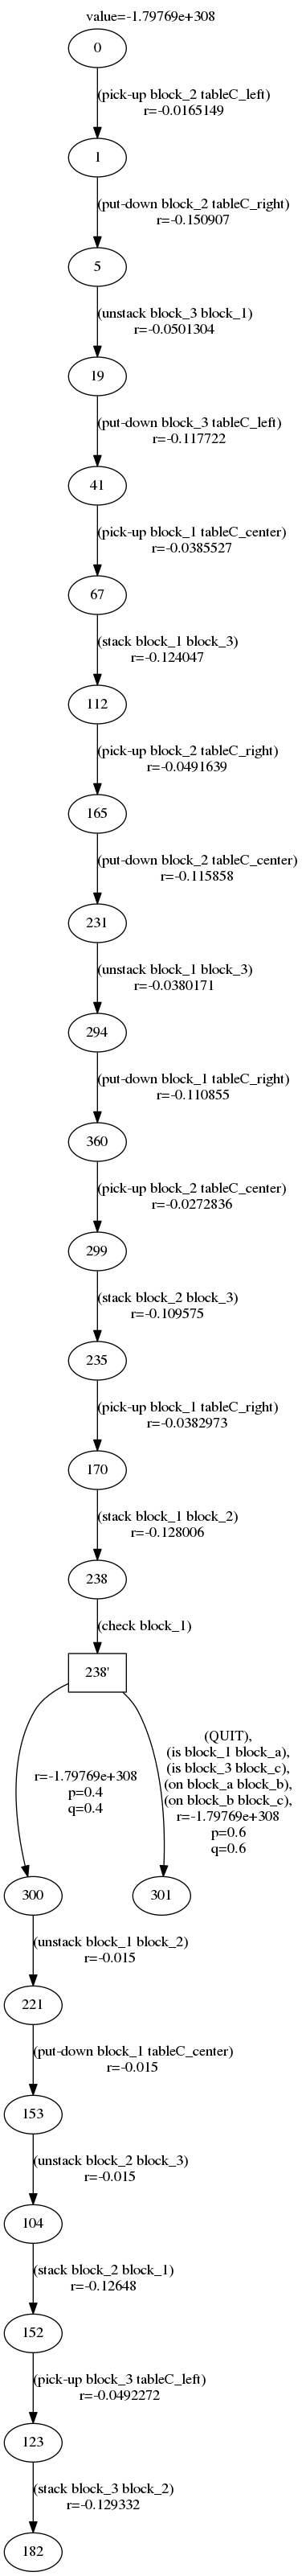 value=-1.79769e+308
0
(pick-up block_2 tableC_left)
r=-0.0165149
1
(put-down block_2 tableC_right)
r=-0.150907
5
(unstack block_3 block_1)
r=-0.0501304
19
(put-down block_3 tableC_left)
r=-0.117722
41
(pick-up block_1 tableC_center)
r=-0.0385527
67
(stack block_1 block_3)
r=-0.124047
112
(pick-up block_2 tableC_right)
r=-0.0491639
165
(put-down block_2 tableC_center)
r=-0.115858
231
(unstack block_1 block_3)
r=-0.0380171
294
(put-down block_1 tableC_right)
r=-0.110855
360
(pick-up block_2 tableC_center)
r=-0.0272836
299
(stack block_2 block_3)
r=-0.109575
235
(pick-up block_1 tableC_right)
r=-0.0382973
170
(stack block_1 block_2)
r=-0.128006
238
(check block_1)
238'
r=-1.79769e+308
p=0.4
q=0.4
(QUIT),
(is block_1 block_a),
(is block_3 block_c),
(on block_a block_b),
(on block_b block_c),
r=-1.79769e+308
p=0.6
q=0.6
300
301
(unstack block_1 block_2)
r=-0.015
221
(put-down block_1 tableC_center)
r=-0.015
153
(unstack block_2 block_3)
r=-0.015
104
(stack block_2 block_1)
r=-0.12648
152
(pick-up block_3 tableC_left)
r=-0.0492272
123
(stack block_3 block_2)
r=-0.129332
182